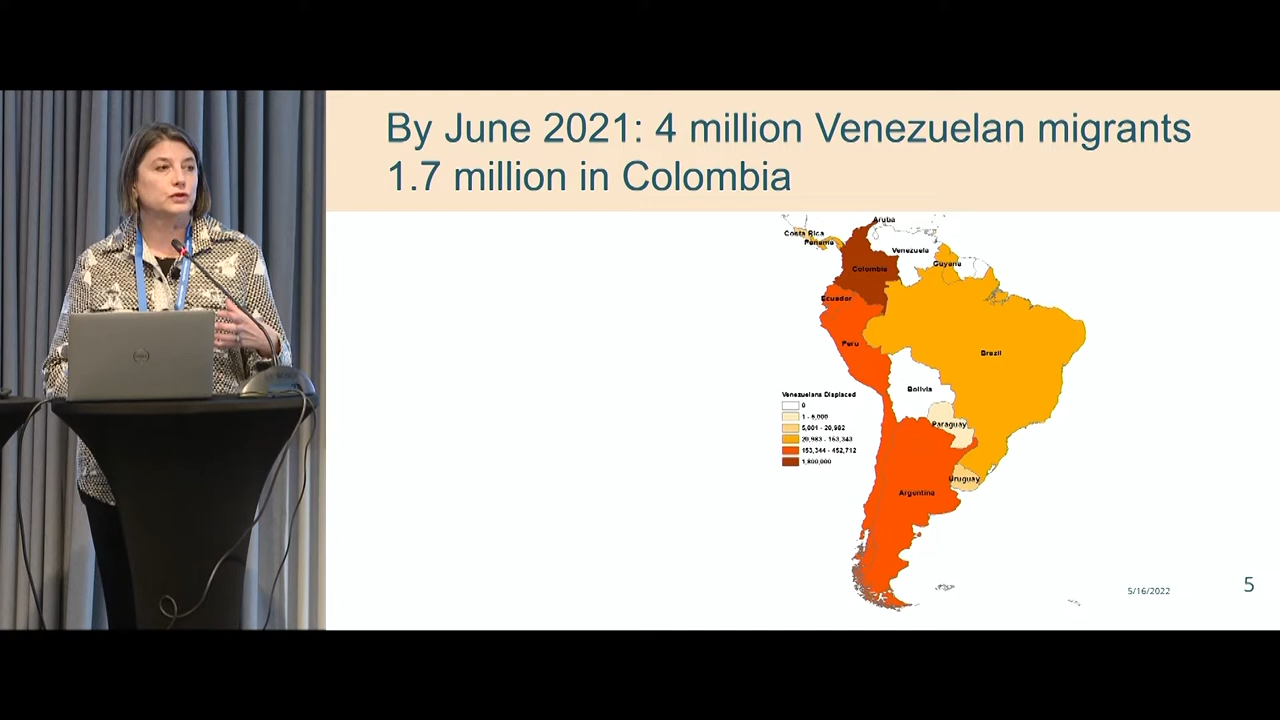 By June 2021: 4 million Venezuelan migrants
1.7 million in Colombia
Aruba
Costa Rica
Panama
Venezuela
Guyana
Colombia
Ecuador
Peru
Brazil
Bolivia
Venezuelans Displaced
0
1 - 5,000
5,001 - 20,982
20,983 - 153,343
153,344 - 452,712
1,800,000
Paraguay
Uruguay
Argentina
5/16/2022
5
DELL